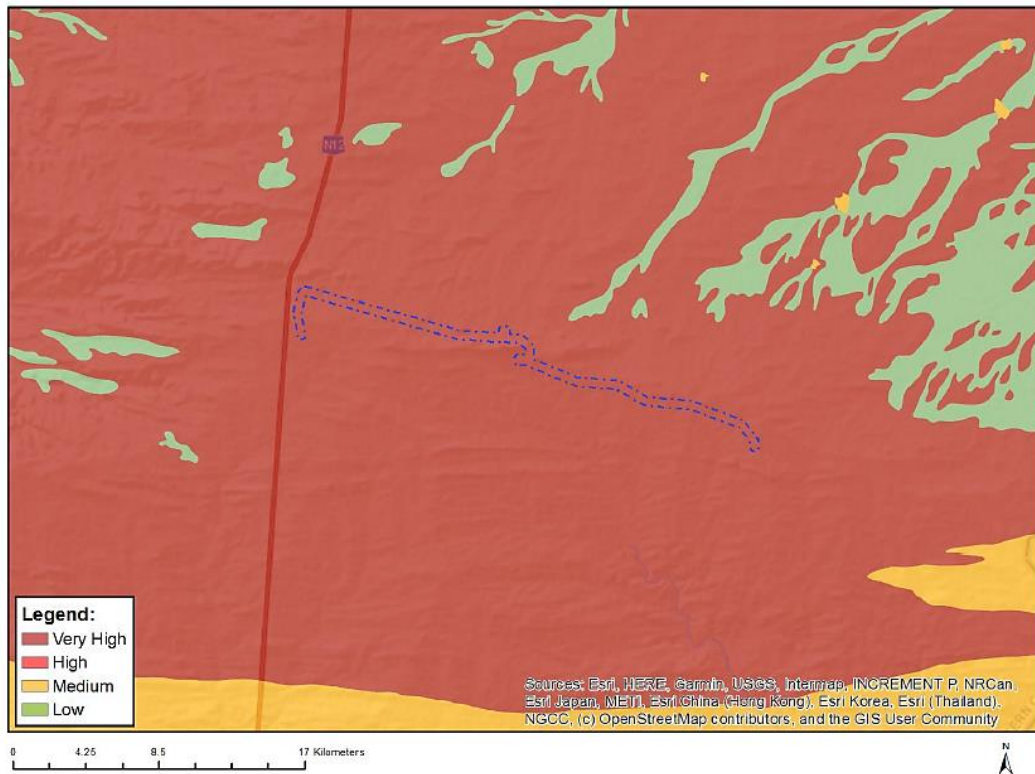 N12
Legend:
Very High
High
Medium
Low
Sources: Esri, HERE, Garmin, USGS, Intermap, INCREMENT P, NRCan,
Esri Japan, METI, Esri China (Hong Kong), Esri Korea, Esri (Thailand),
NGCC, (c) OpenStreetMap contributors, and the GIS User Community
0 4.25 8.5 17 Kilometers
N